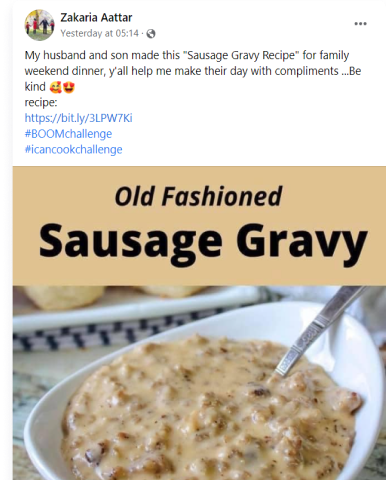 Zakaria Aattar
Yesterday at 05:14 ·
My husband and son made this "Sausage Gravy Recipe" for family
weekend dinner, y'all help me make their day with compliments ...Be
kind 🥰😍
recipe:
https://bit.ly/3LPW7Ki
#BOOMchallenge
#icancookchallenge
Old Fashioned
Sausage Gravy